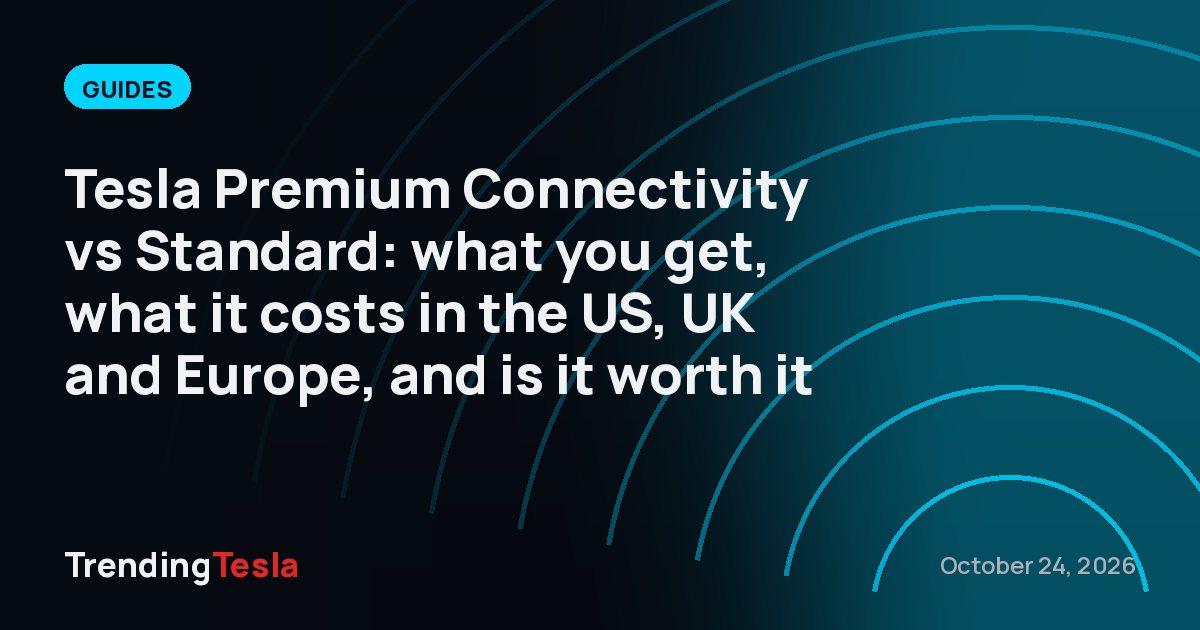 GUIDES
Tesla Premium Connectivity
vs Standard: what you get,
what it costs in the US, UK
and Europe, and is it worth it
TrendingTesla
October 24, 2026